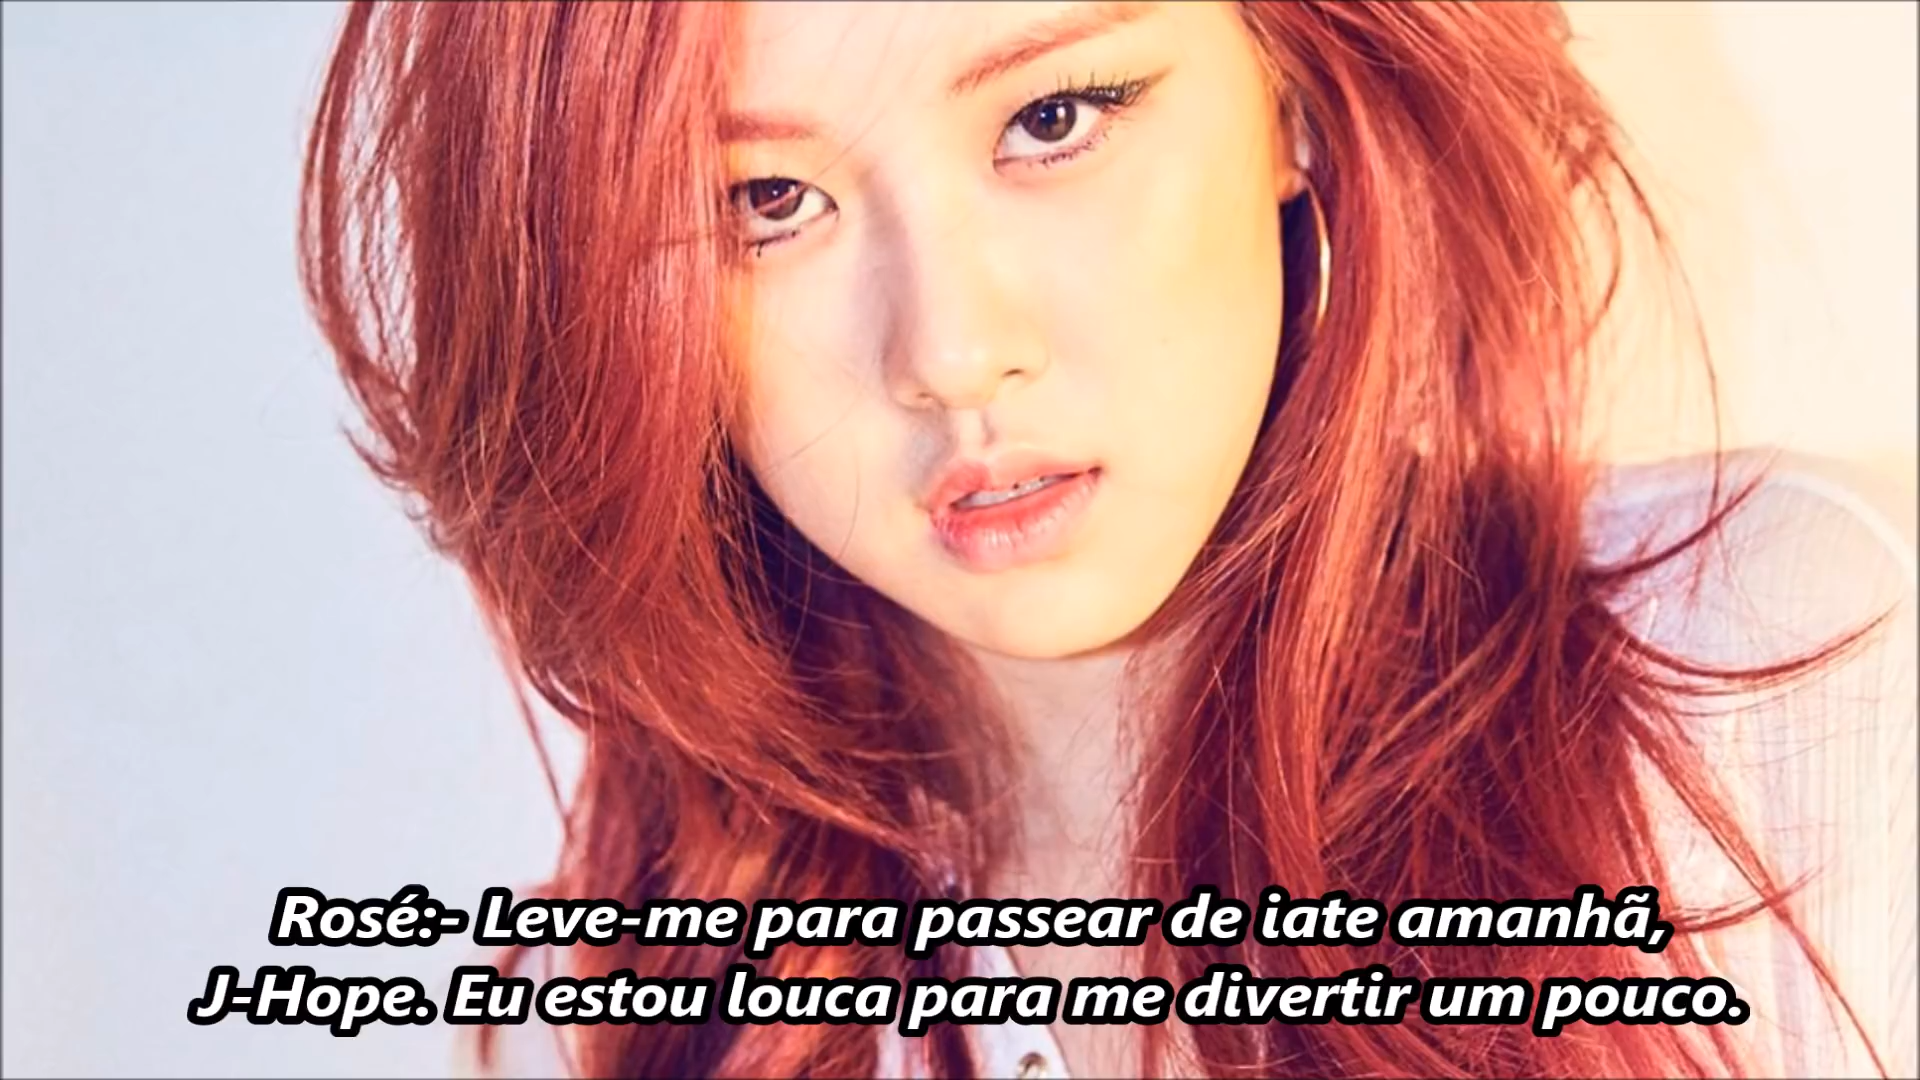 Rosé:- Leve-me para passear de iate amanhã,
J-Hope. Eu estou louca para me divertir um pouco.